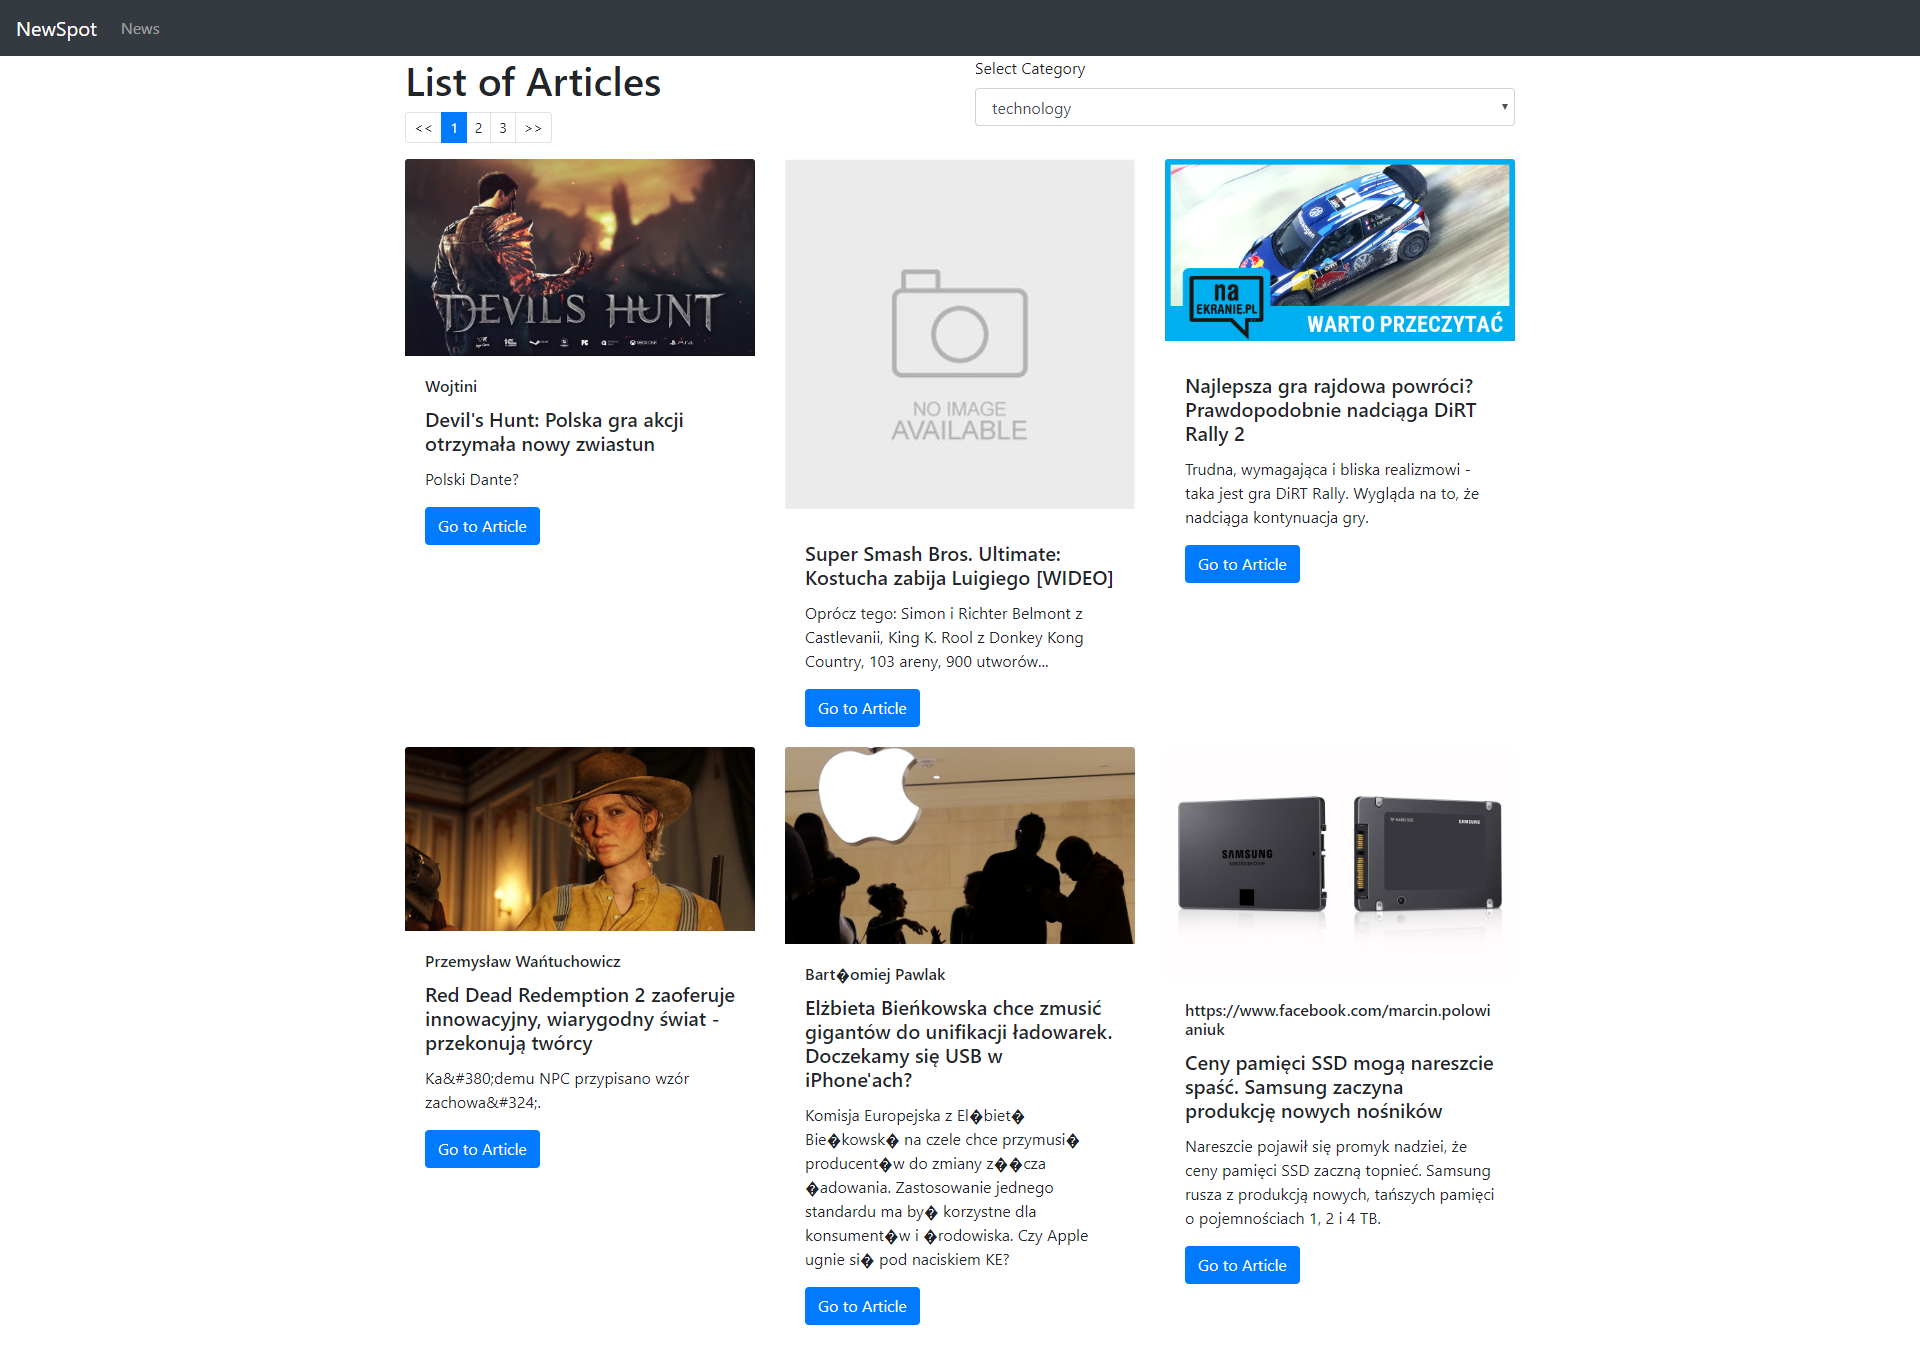 NewSpot News
List of Articles
Select Category
technology
<< 1 2 3 >>
DEVIL'S HUNT
Wojtini
Devil's Hunt: Polska gra akcji
otrzymała nowy zwiastun
Polski Dante?
Go to Article
NO IMAGE
AVAILABLE
Super Smash Bros. Ultimate:
Kostucha zabija Luigiego [WIDEO]
Oprócz tego: Simon i Richter Belmont z
Castlevanii, King K. Rool z Donkey Kong
Country, 103 areny, 900 utworów...
Go to Article
na
EKRANIE.PL
WARTO PRZECZYTAĆ
Najlepsza gra rajdowa powróci?
Prawdopodobnie nadciąga DiRT
Rally 2
Trudna, wymagająca i bliska realizmowi -
taka jest gra DiRT Rally. Wygląda na to, że
nadciąga kontynuacja gry.
Go to Article
Przemysław Wańtuchowicz
Red Dead Redemption 2 zaoferuje
innowacyjny, wiarygodny świat -
przekonują twórcy
Ka&#380;demu NPC przypisano wzór
zachowa&#324;.
Go to Article
Bart�omiej Pawlak
Elżbieta Bieńkowska chce zmusić
gigantów do unifikacji ładowarek.
Doczekamy się USB w
iPhone'ach?
Komisja Europejska z El�biet�
Bie�kowsk� na czele chce przymusi�
producent�w do zmiany z��cza
�adowania. Zastosowanie jednego
standardu ma by� korzystne dla
konsument�w i �rodowiska. Czy Apple
ugnie si� pod naciskiem KE?
Go to Article
SAMSUNG
SAMSUNG
https://www.facebook.com/marcin.polowi
aniuk
Ceny pamięci SSD mogą nareszcie
spaść. Samsung zaczyna
produkcję nowych nośników
Nareszcie pojawił się promyk nadziei, że
ceny pamięci SSD zaczną topnieć. Samsung
rusza z produkcją nowych, tańszych pamięci
o pojemnościach 1, 2 i 4 TB.
Go to Article